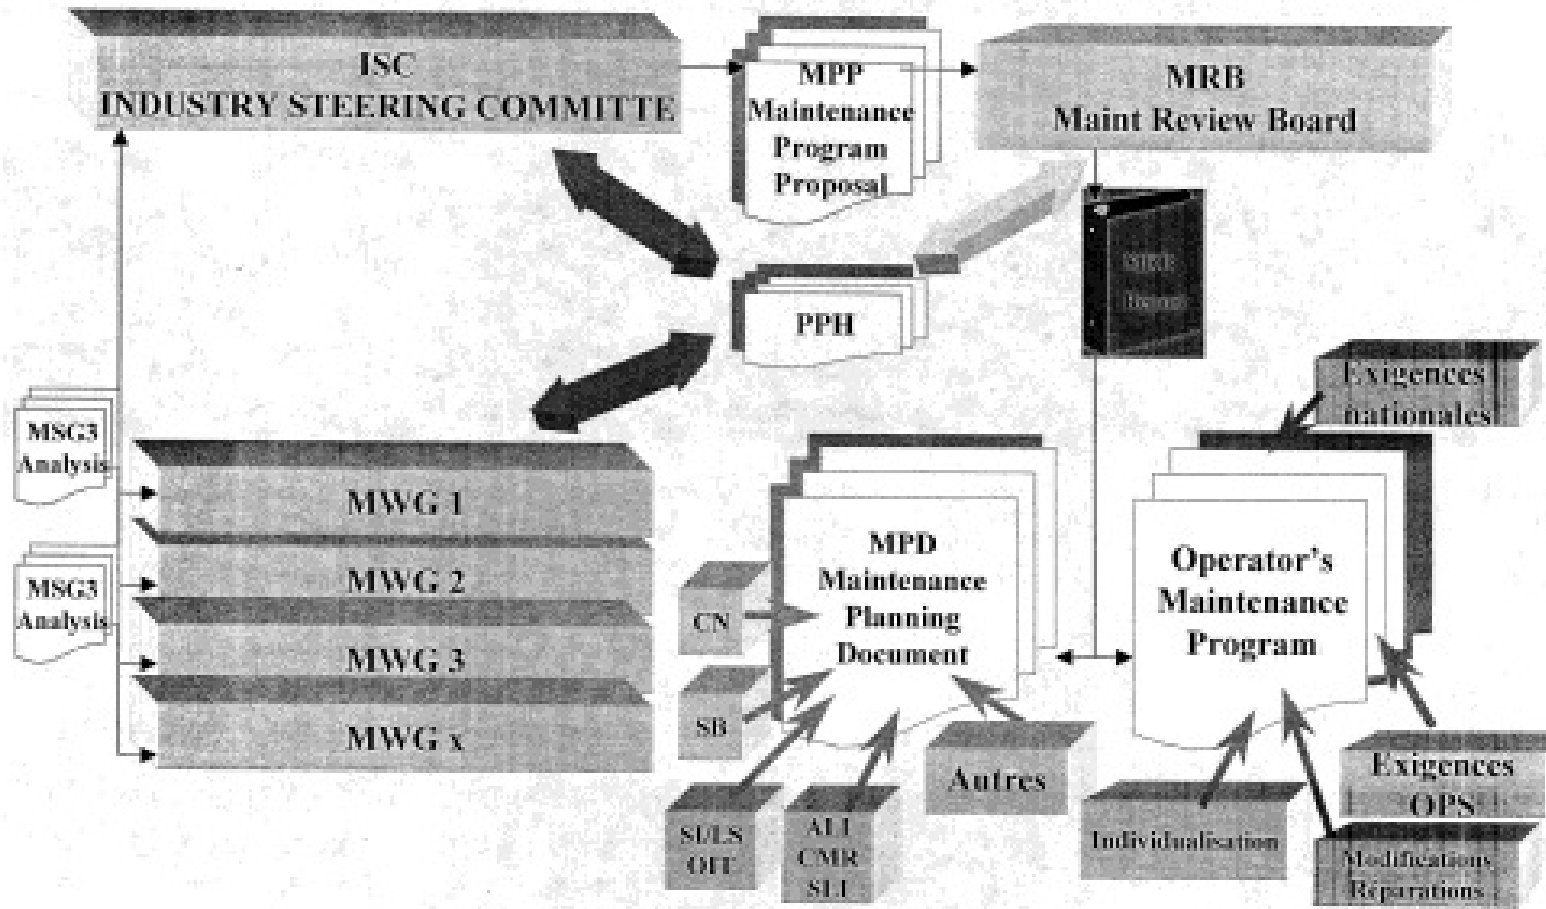 ISC
INDUSTRY STEERING COMMITTE
MPP
Maintenance
Program
Proposal
MRB
Maint Review Board
PPH
MRB
Exigences
nationales
MSG3
Analysis
MWG 1
MSG3
Analysis
MWG 2
MWG 3
MWG x
MPD
Maintenance
Planning
Document
Operator's
Maintenance
Program
CN
SB
Autres
Exigences
OPS
SI/LS
ALI
CMR
SLI
Individualisation
Modifications
Réparations